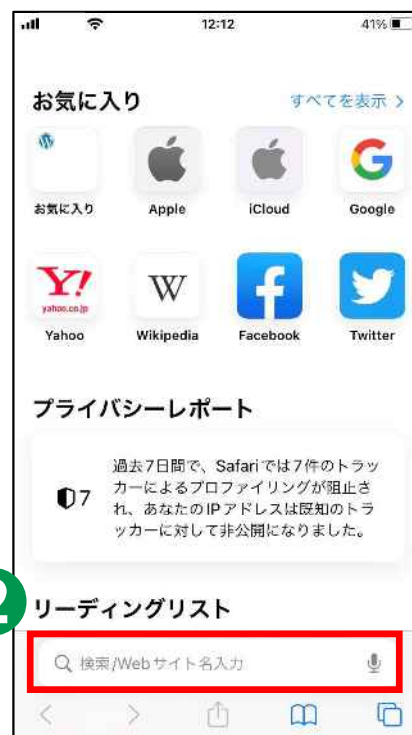 12:12
41%
お気に入り
すべてを表示 >
お気に入り
Apple
iCloud
Google
Y!
yahoo.co.jp
W
Yahoo
Wikipedia
Facebook
Twitter
プライバシーレポート
7
過去7日間で、Safariでは7件のトラッ
カーによるプロファイリングが阻止さ
れ、あなたのIPアドレスは既知のトラ
ッカーに対して非公開になりました。
2
リーディングリスト
検索/Webサイト名入力